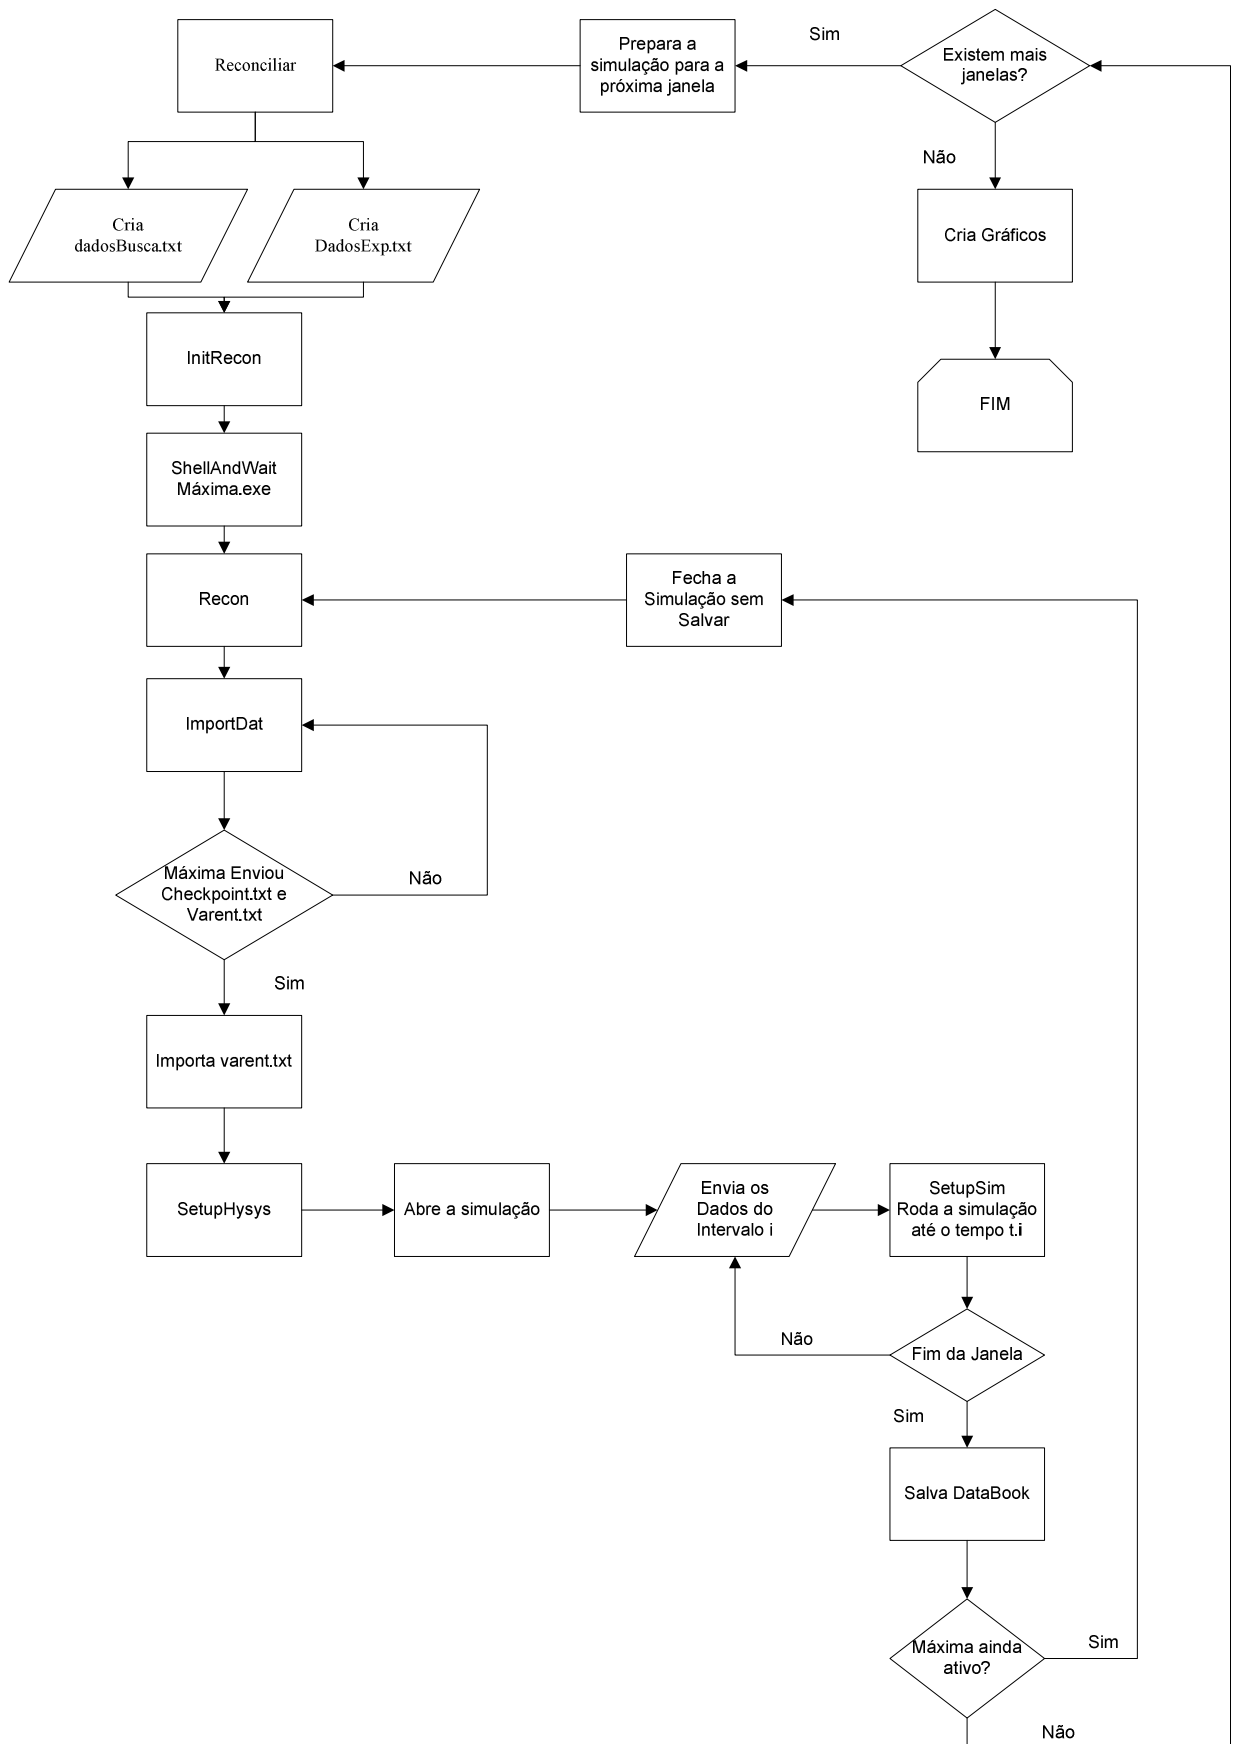 Sim
Reconciliar
Prepara a
simulação para a
próxima janela
Existem mais
janelas?
Não
Cria
dadosBusca.txt
Cria
DadosExp.txt
Cria Gráficos
InitRecon
FIM
ShellAndWait
Máxima.exe
Recon
Fecha a
Simulação sem
Salvar
ImportDat
Máxima Enviou
Checkpoint.txt e
Varent.txt
Não
Sim
Importa varent.txt
SetupHysys
Abre a simulação
Envia os
Dados do
Intervalo i
SetupSim
Roda a simulação
até o tempo t.i
Não
Fim da Janela
Sim
Salva DataBook
Máxima ainda
ativo?
Sim
Não